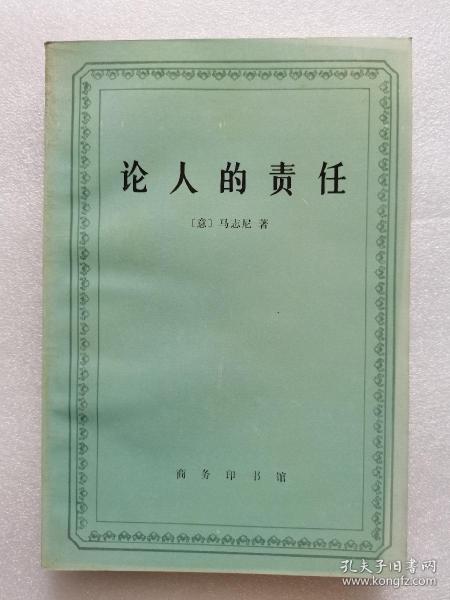 论人的责任
〔意〕马志尼 著
商务印书馆
孔夫子旧书网
www.kongfz.com